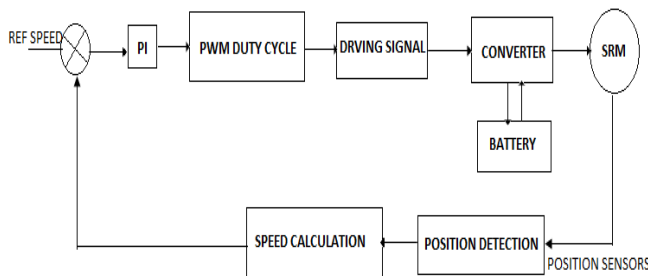 REF SPEED
PI
PWM DUTY CYCLE
DRVING SIGNAL
CONVERTER
SRM
BATTERY
SPEED CALCULATION
POSITION DETECTION
POSITION SENSORS